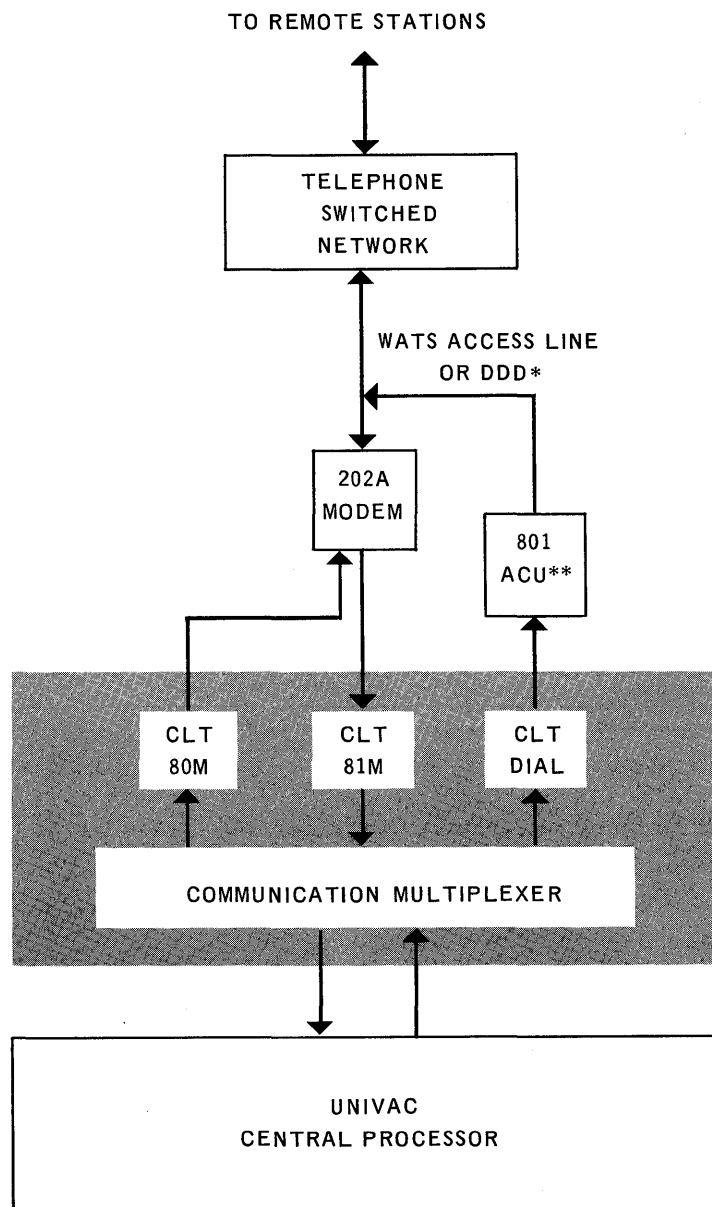 TO REMOTE STATIONS
TELEPHONE
SWITCHED
NETWORK
WATS ACCESS LINE
OR DDD*
202A
MODEM
801
ACU**
CLT
80M
CLT
81M
CLT
DIAL
COMMUNICATION MULTIPLEXER
UNIVAC
CENTRAL PROCESSOR